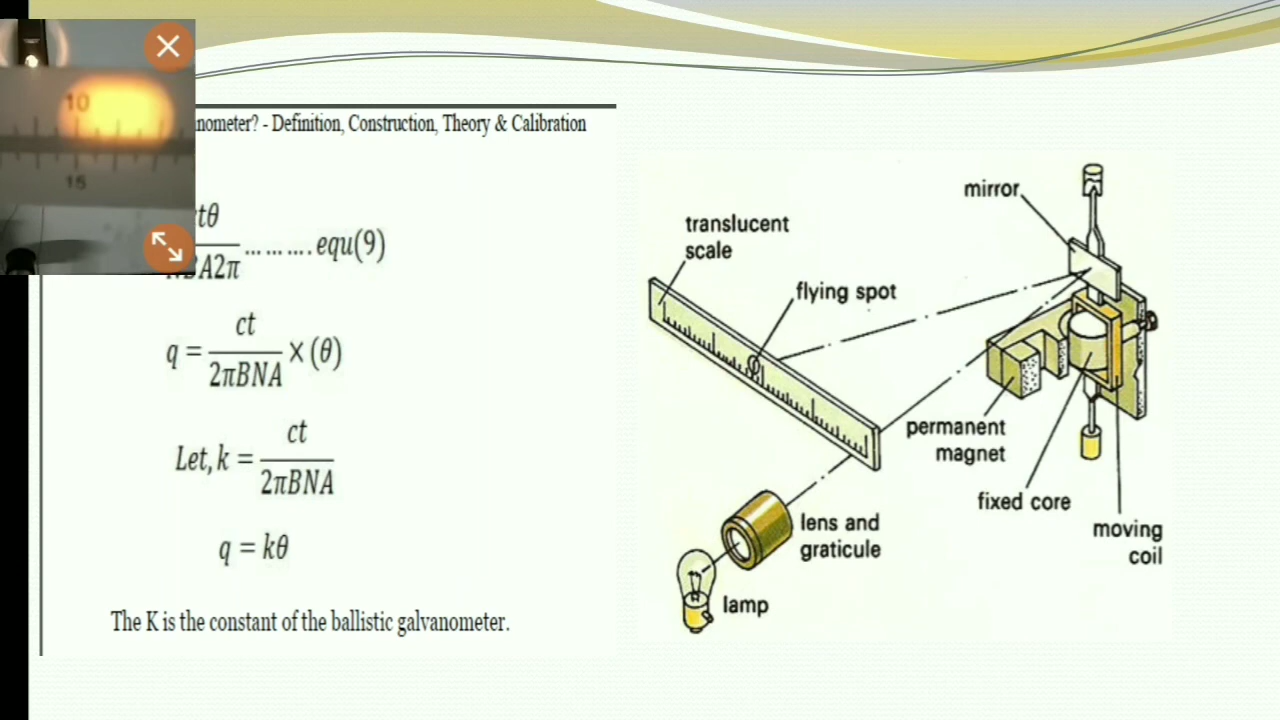 10
15
nometer? - Definition, Construction, Theory & Calibration
tθ
BA2π ......... equ(9)
q = ct / 2πBNA × (θ)
Let, k = ct / 2πBNA
q = kθ
The K is the constant of the ballistic galvanometer.
mirror
translucent
scale
flying spot
permanent
magnet
fixed core
moving
coil
lens and
graticule
lamp